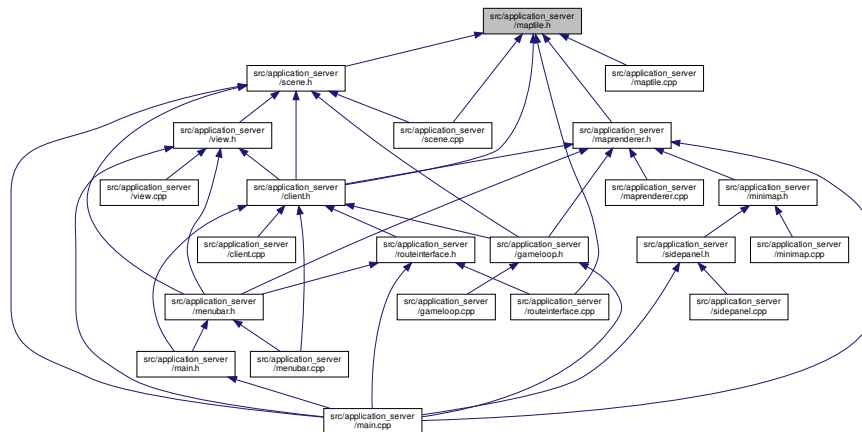 src/application_server
/maptile.h
src/application_server
/scene.h
src/application_server
/maptile.cpp
src/application_server
/view.h
src/application_server
/scene.cpp
src/application_server
/maprenderer.h
src/application_server
/view.cpp
src/application_server
/client.h
src/application_server
/maprenderer.cpp
src/application_server
/minimap.h
src/application_server
/client.cpp
src/application_server
/routeinterface.h
src/application_server
/gameloop.h
src/application_server
/sidepanel.h
src/application_server
/minimap.cpp
src/application_server
/menubar.h
src/application_server
/gameloop.cpp
src/application_server
/routeinterface.cpp
src/application_server
/sidepanel.cpp
src/application_server
/main.h
src/application_server
/menubar.cpp
src/application_server
/main.cpp